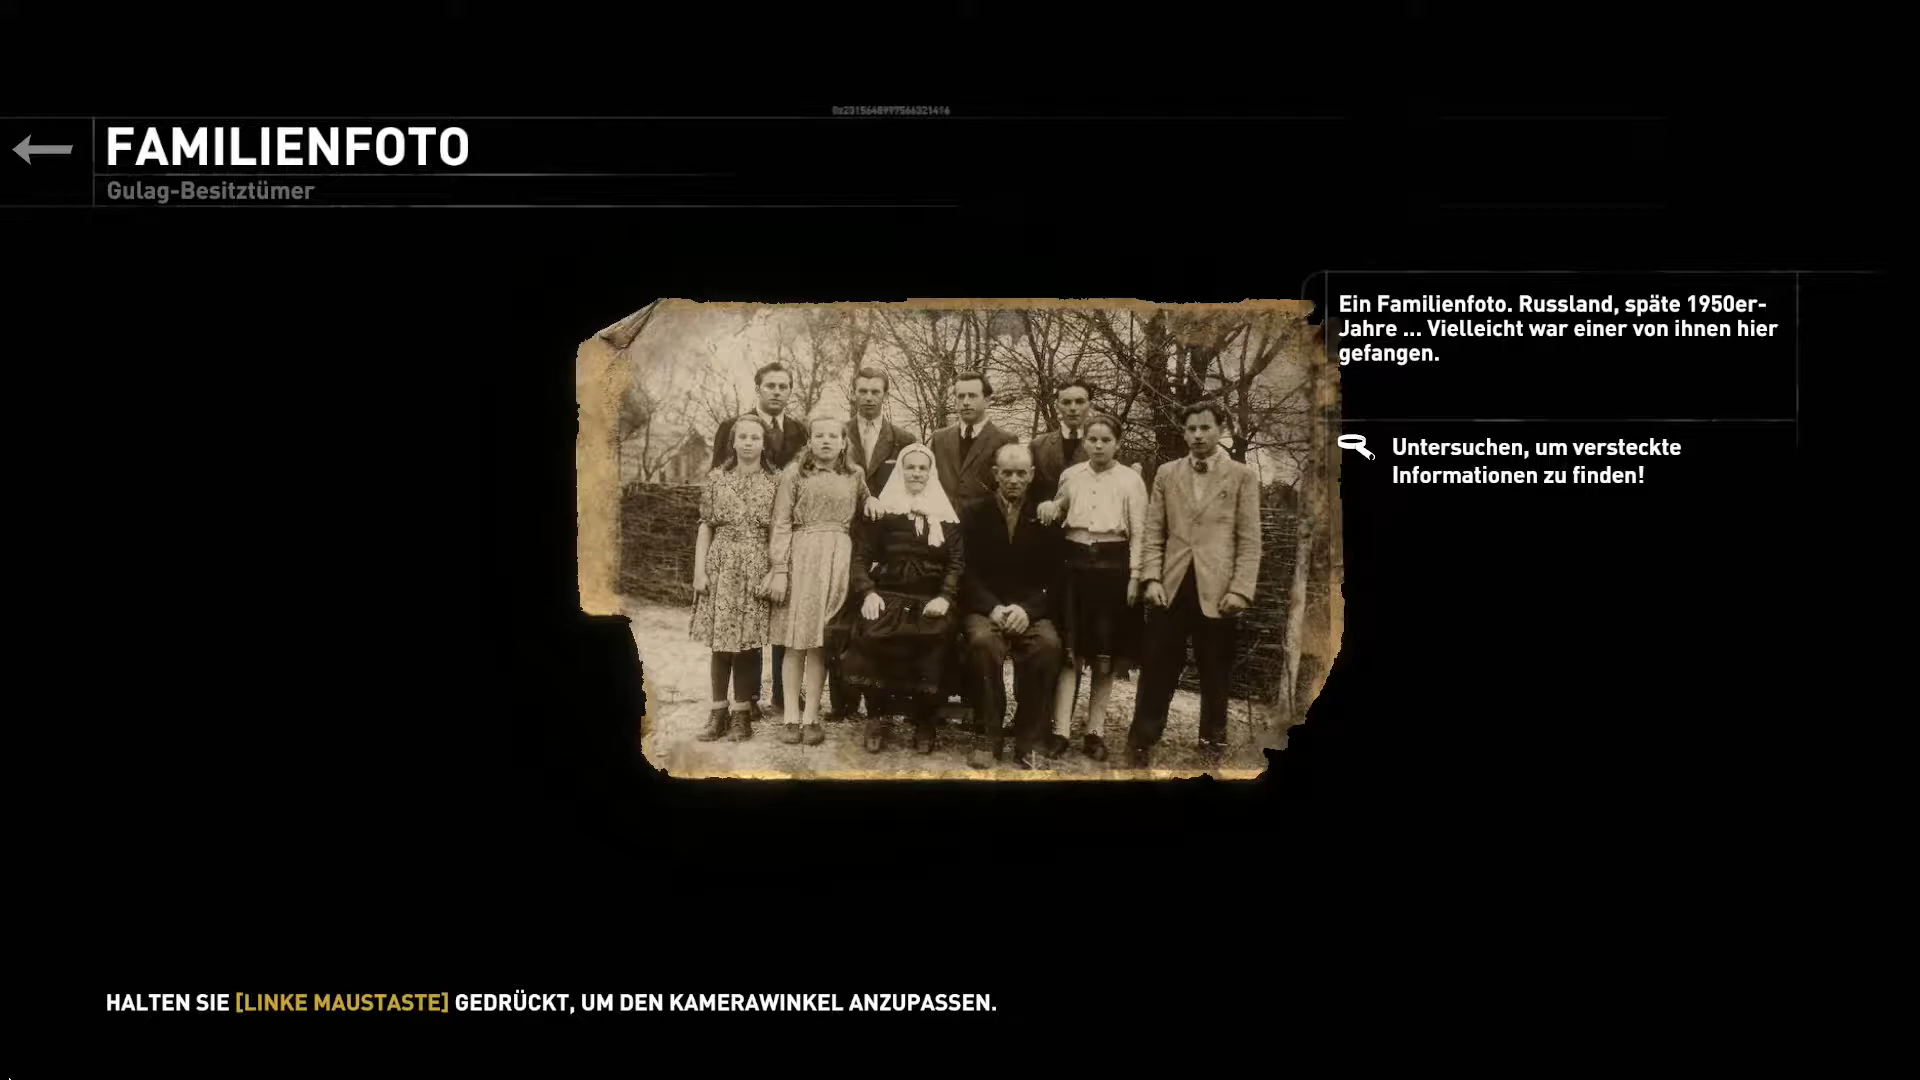 FAMILIENFOTO
Gulag-Besitztümer
Ein Familienfoto. Russland, späte 1950er-
Jahre ... Vielleicht war einer von ihnen hier
gefangen.
Untersuchen, um versteckte
Informationen zu finden!
HALTEN SIE [LINKE MAUSTASTE] GEDRÜCKT, UM DEN KAMERAWINKEL ANZUPASSEN.